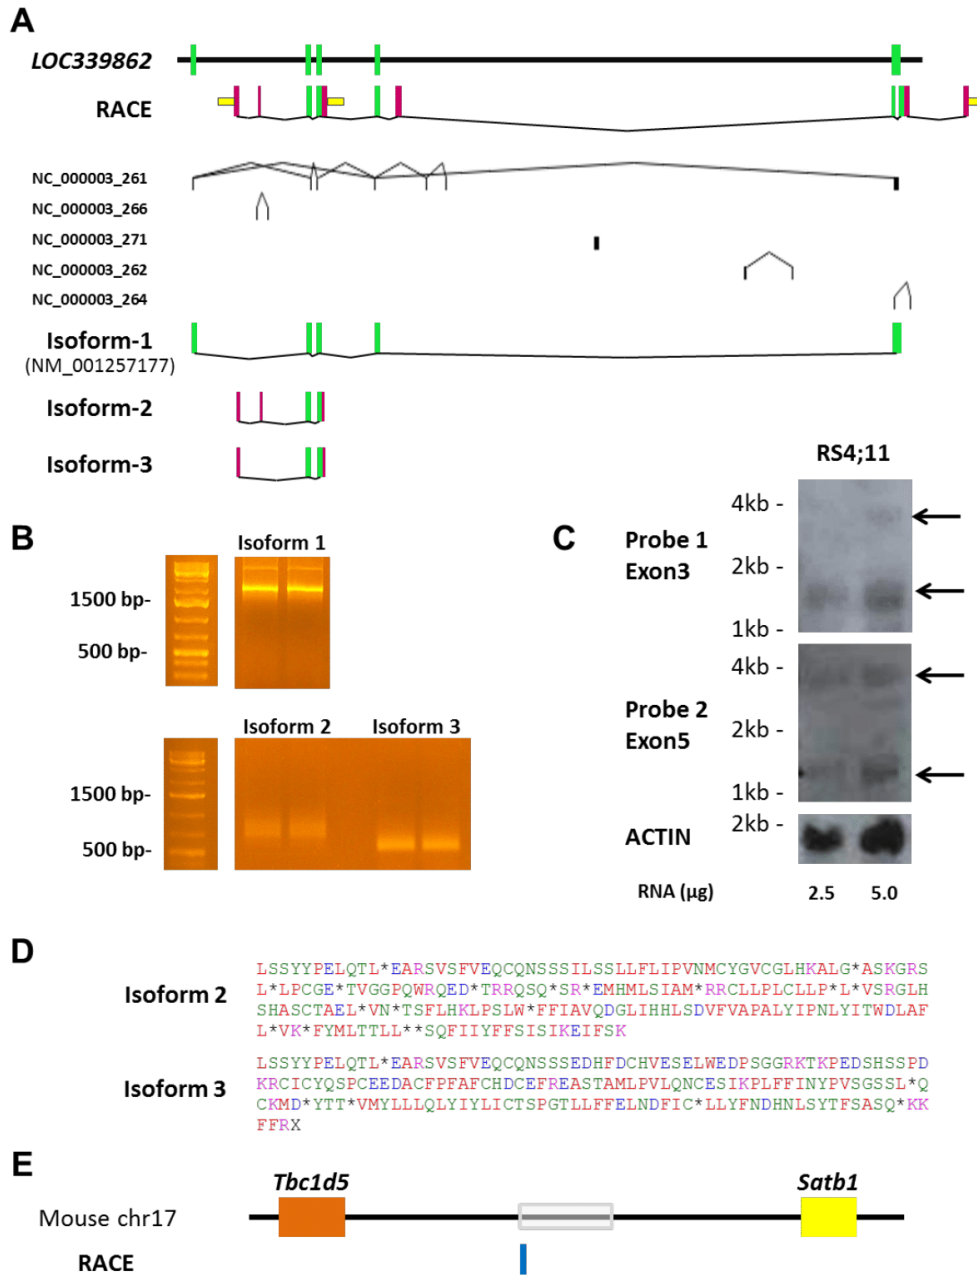 A
LOC339862
RACE
NC_000003_261
NC_000003_266
NC_000003_271
NC_000003_262
NC_000003_264
Isoform-1
(NM_001257177)
Isoform-2
Isoform-3
B
Isoform 1
1500 bp-
500 bp-
Isoform 2 Isoform 3
1500 bp-
500 bp-
C
RS4;11
Probe 1
Exon3
4kb -
2kb -
1kb -
Probe 2
Exon5
4kb -
2kb -
1kb -
ACTIN
2kb -
RNA (µg) 2.5 5.0
D
Isoform 2
LSSYYPELQTL*EARSVSFVEQCQNSSSILSSLLFLIPVNMCYGVCGLHKALG*ASKGRS
L*LPCGE*TVGGPQWRQED*TRRQSQ*SR*EMHMLSIAM*RRCLLPLCLLP*L*VSRGLH
SHASCTAEL*VN*TSFLHKLPSLW*FFIAVQDGLIHHLSDVFVAPALYIPNLYITWDLAF
L*VK*FYMLTTLL**SQFIIYFFSISIKEIFSK
Isoform 3
LSSYYPELQTL*EARSVSFVEQCQNSSSEDHFDCHVESELWEDPSGGRKTKPEDSHSSPD
KRCICYQSPCEEDACFPFAFCHDCEFREASTAMLPVLQNCESIKPLFFINYPVSGSSL*Q
CKMD*YTT*VMYLLLQLYIYLICTSPGTLLFFELNDFIC*LLYFNDHNLSYTFSASQ*KK
FFRX
E
Tbc1d5 Satb1
Mouse chr17
RACE